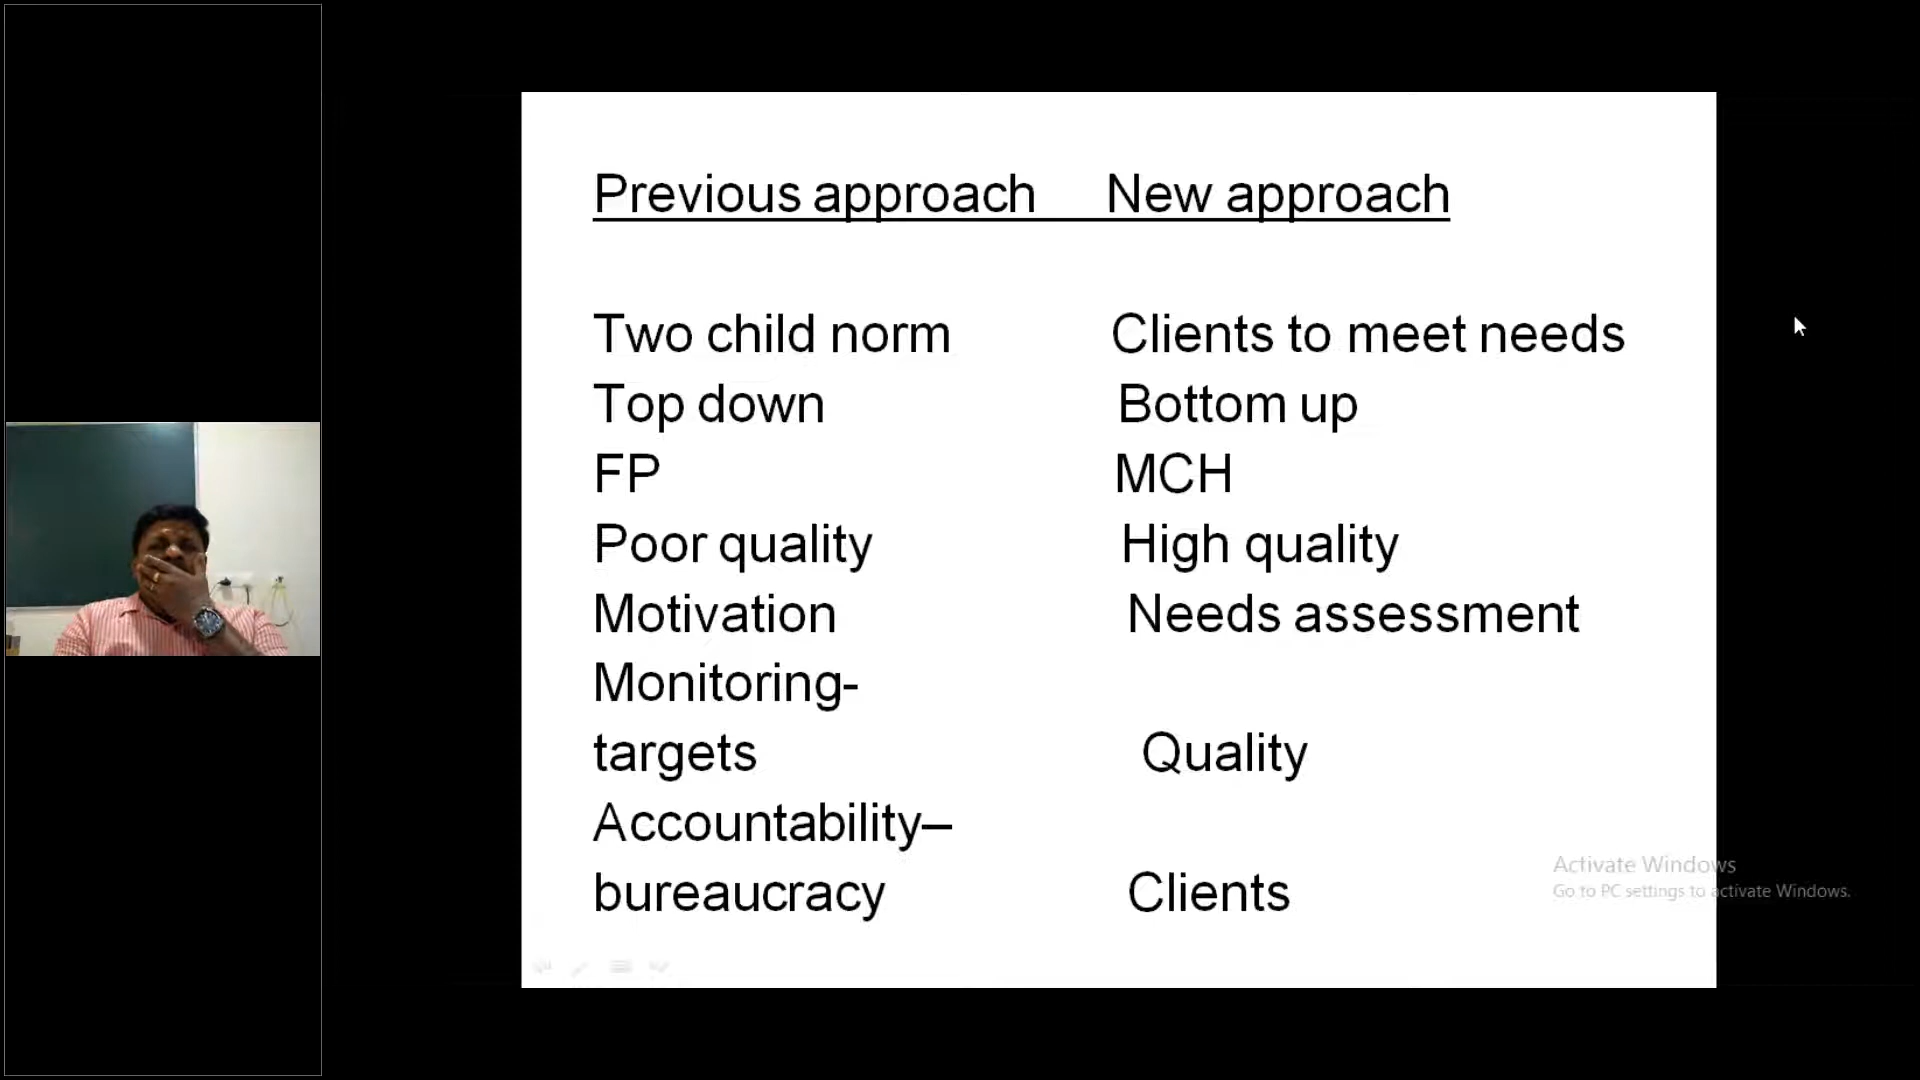 Previous approach New approach
Two child norm Clients to meet needs
Top down Bottom up
FP MCH
Poor quality High quality
Motivation Needs assessment
Monitoring-
targets Quality
Accountability–
bureaucracy Clients
Activate Windows
Go to PC settings to activate Windows.